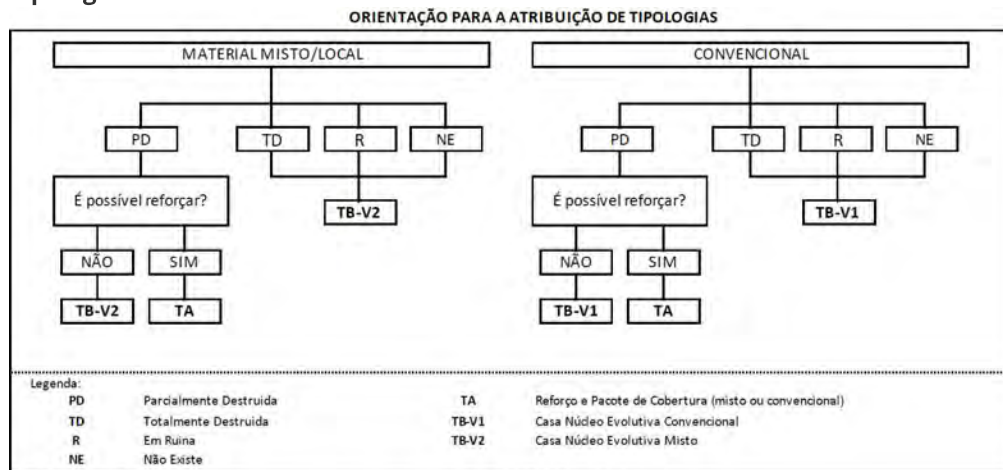 ORIENTAÇÃO PARA A ATRIBUIÇÃO DE TIPOLOGIAS
MATERIAL MISTO/LOCAL
CONVENCIONAL
PD TD R NE
PD TD R NE
É possível reforçar?
TB-V2
É possível reforçar?
TB-V1
NÃO SIM
NÃO SIM
TB-V2 TA
TB-V1 TA
Legenda:
PD Parcialmente Destruida
TD Totalmente Destruida
R Em Ruina
NE Não Existe
TA Reforço e Pacote de Cobertura (misto ou convencional)
TB-V1 Casa Núcleo Evolutiva Convencional
TB-V2 Casa Núcleo Evolutiva Misto